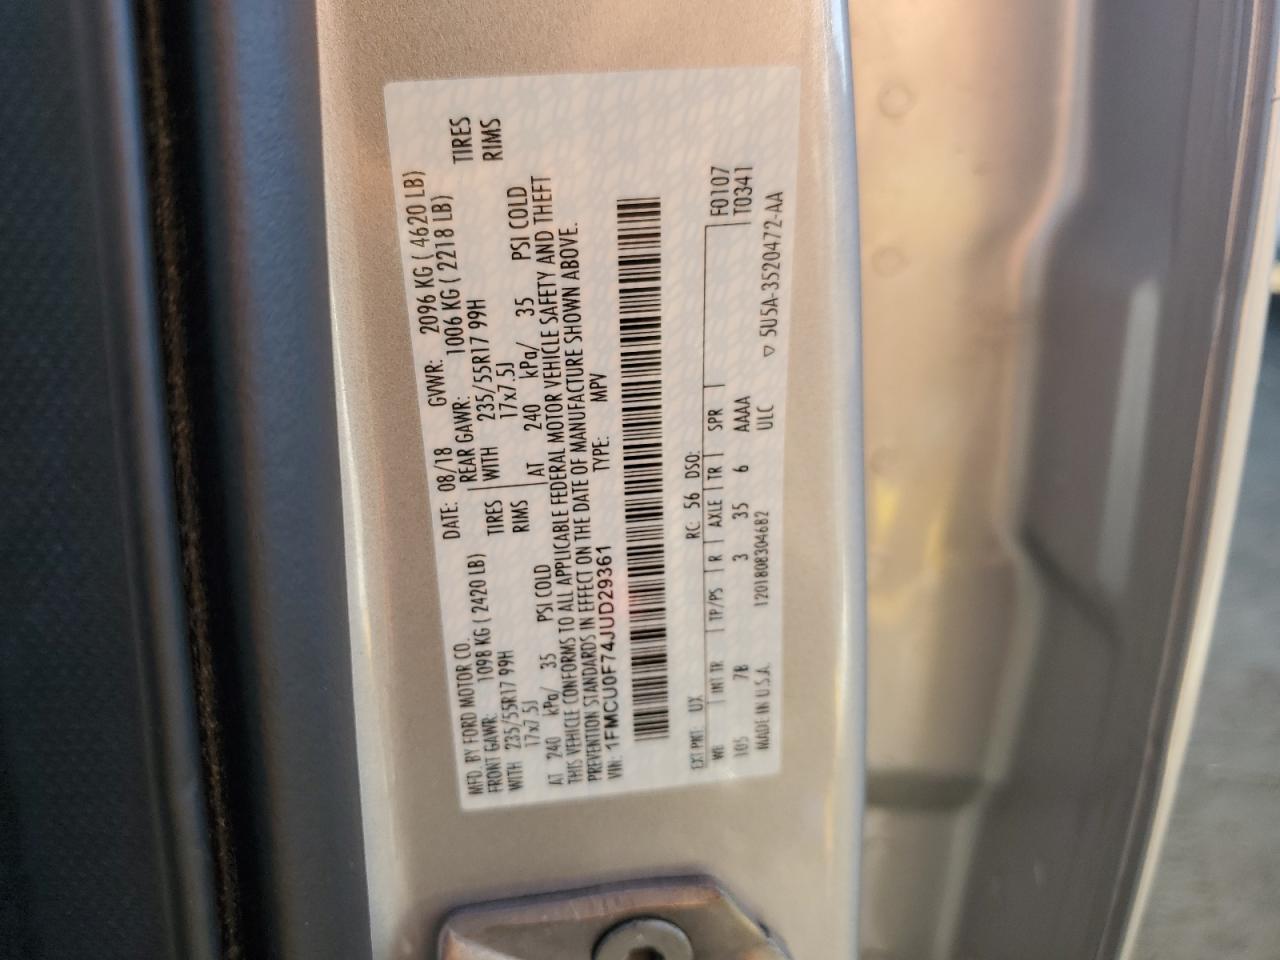 MFD. BY FORD MOTOR CO.
DATE: 08/18 GVWR: 2096 KG ( 4620 LB)
FRONT GAWR: 1098 KG ( 2420 LB) REAR GAWR: 1006 KG ( 2218 LB)
WITH 235/55R17 99H TIRES WITH 235/55R17 99H TIRES
17x7.5J RIMS 17x7.5J RIMS
AT 240 kPa/ 35 PSI COLD AT 240 kPa/ 35 PSI COLD
THIS VEHICLE CONFORMS TO ALL APPLICABLE FEDERAL MOTOR VEHICLE SAFETY AND THEFT
PREVENTION STANDARDS IN EFFECT ON THE DATE OF MANUFACTURE SHOWN ABOVE.
VIN: 1FMCU0F74JUD29361 TYPE: MPV
EXT PNT: UX RC: 56 DSO: F0107
WB INT TR TP/PS R AXLE TR SPR T0341
105 7B 3 35 6 AAAA
MADE IN U.S.A. 1201808304682 ULC ▽ 5U5A-3520472-AA